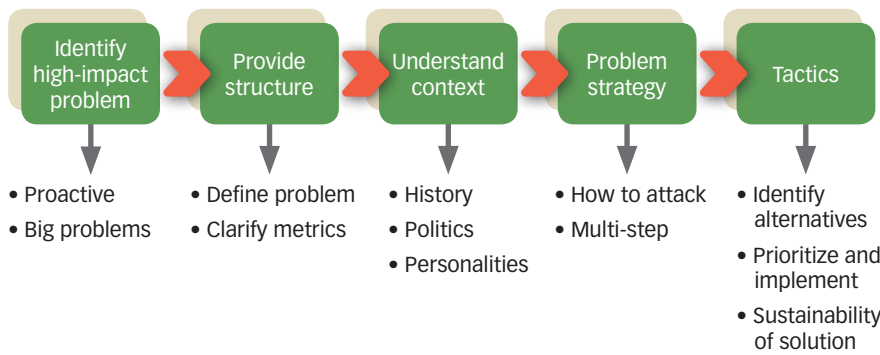 Identify
high-impact
problem
Provide
structure
Understand
context
Problem
strategy
Tactics
• Proactive
• Big problems
• Define problem
• Clarify metrics
• History
• Politics
• Personalities
• How to attack
• Multi-step
• Identify
alternatives
• Prioritize and
implement
• Sustainability
of solution